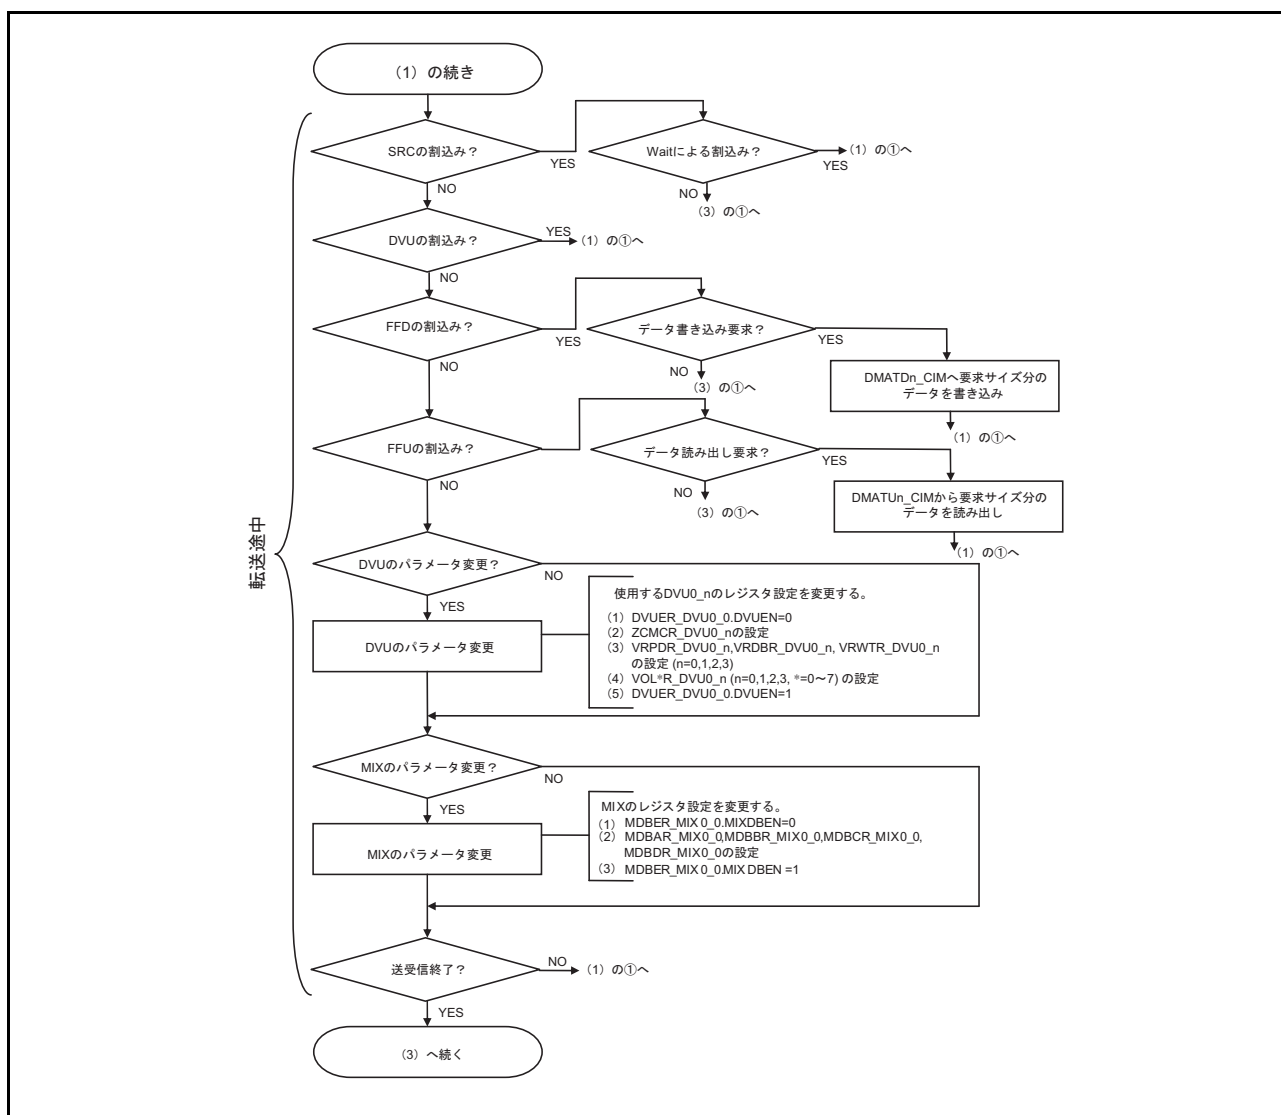 (1)の続き
SRCの割込み？
YES
Waitによる割込み？
(1)の①へ
YES
NO
NO
(3)の①へ
DVUの割込み？
YES
(1)の①へ
NO
FFDの割込み？
YES
データ書き込み要求？
YES
NO
NO
(3)の①へ
DMATDn_CIMへ要求サイズ分の
データを書き込み
(1)の①へ
FFUの割込み？
YES
データ読み出し要求？
YES
NO
NO
(3)の①へ
DMATUn_CIMから要求サイズ分の
データを読み出し
(1)の①へ
転送途中
DVUのパラメータ変更？
NO
YES
DVUのパラメータ変更
使用するDVU0_nのレジスタ設定を変更する。
(1) DVUER_DVU0_0.DVUEN=0
(2) ZCMCR_DVU0_nの設定
(3) VRPDR_DVU0_n,VRDBR_DVU0_n, VRWTR_DVU0_n
の設定 (n=0,1,2,3)
(4) VOL*R_DVU0_n (n=0,1,2,3, *=0～7) の設定
(5) DVUER_DVU0_0.DVUEN=1
MIXのパラメータ変更？
NO
YES
MIXのパラメータ変更
MIXのレジスタ設定を変更する。
(1) MDBER_MIX0_0.MIXDBEN=0
(2) MDBAR_MIX0_0,MDBBR_MIX0_0,MDBCR_MIX0_0,
MDBDR_MIX0_0の設定
(3) MDBER_MIX0_0.MIXDBEN =1
送受信終了？
NO
(1)の①へ
YES
(3)へ続く